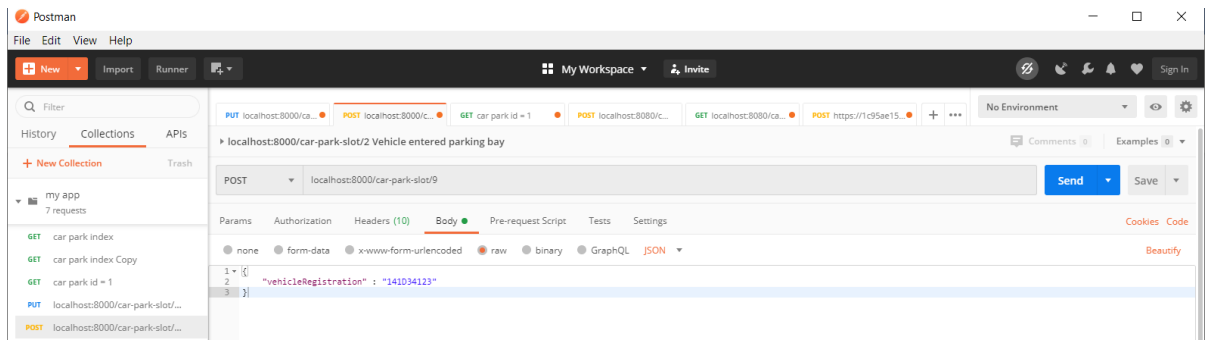 Postman
File Edit View Help
New Import Runner My Workspace Invite Sign In
Filter
History Collections APIs
+ New Collection Trash
my app
7 requests
GET car park index
GET car park index Copy
GET car park id = 1
PUT localhost:8000/car-park-slot/...
POST localhost:8000/car-park-slot/...
PUT localhost:8000/ca... POST localhost:8000/c... GET car park id = 1 POST localhost:8080/c... GET localhost:8080/ca... POST https://1c95ae15... + ••• No Environment
localhost:8000/car-park-slot/2 Vehicle entered parking bay Comments 0 Examples 0
POST localhost:8000/car-park-slot/9 Send Save
Params Authorization Headers (10) Body Pre-request Script Tests Settings Cookies Code
none form-data x-www-form-urlencoded raw binary GraphQL JSON Beautify
1 {
2 "vehicleRegistration" : "141D34123"
3 }